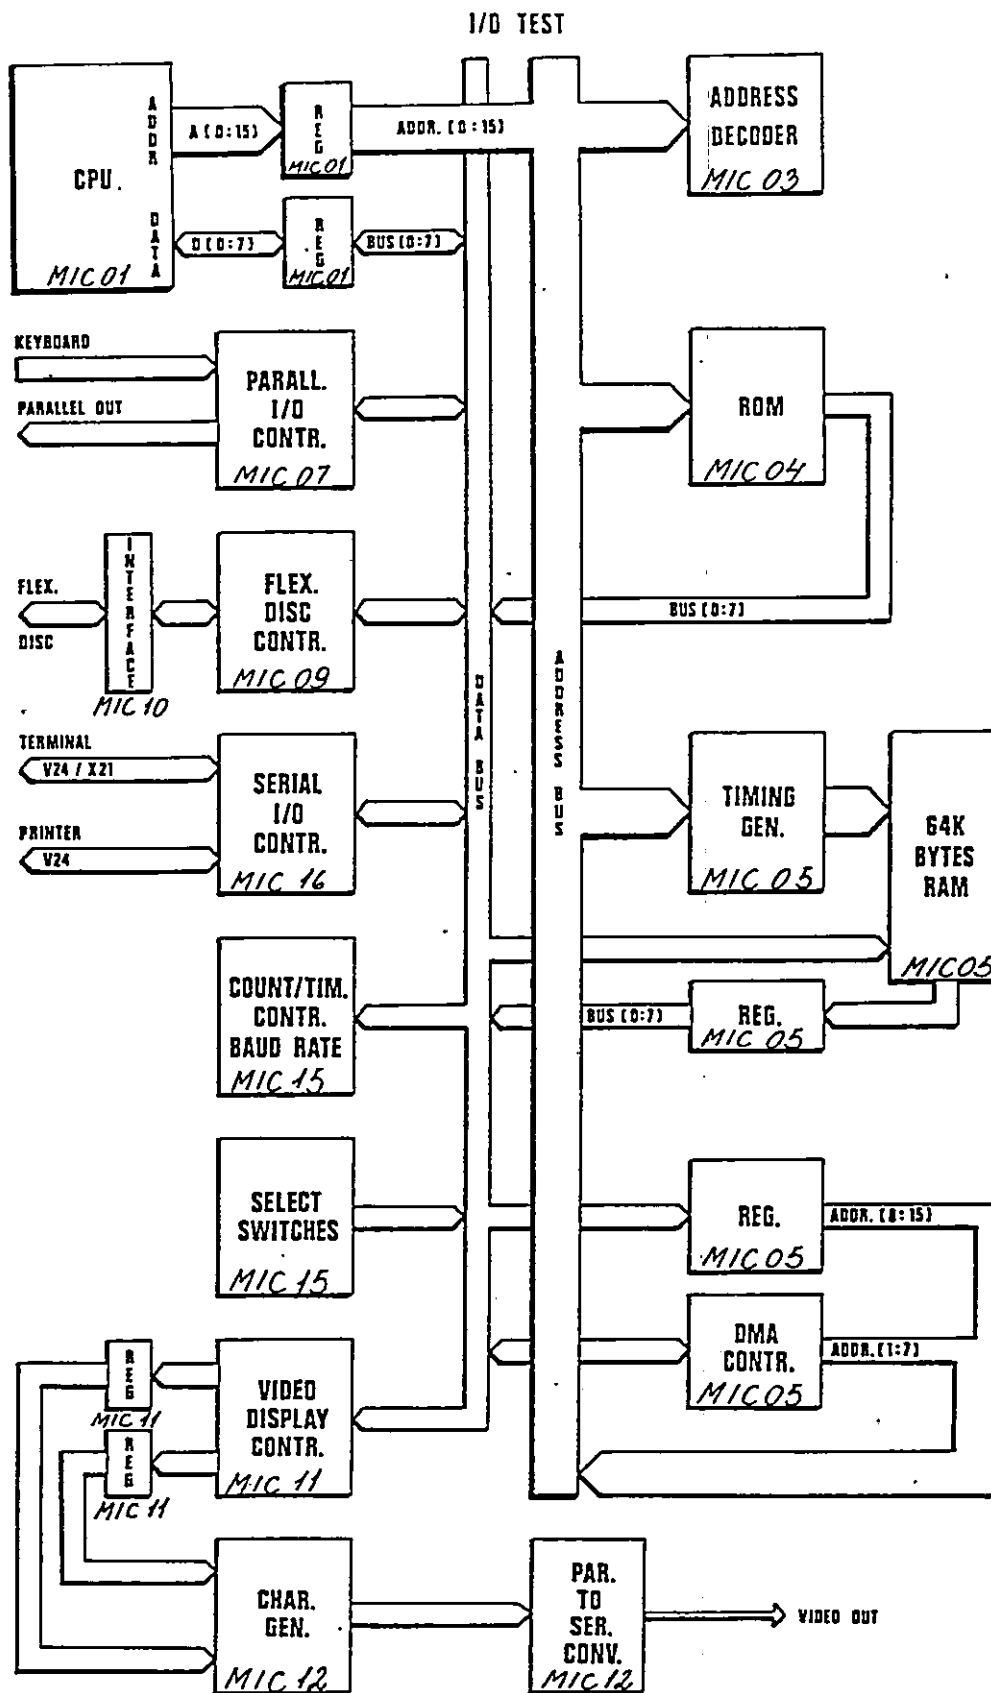 I/O TEST
CPU.
ADDR
DATA
MIC01
A(0:15)
REG
MIC01
ADDR. (0:15)
ADDRESS
DECODER
MIC 03
D(0:7)
REG
MIC01
BUS(0:7)
KEYBOARD
PARALLEL OUT
PARALL.
I/O
CONTR.
MIC 07
ROM
MIC 04
FLEX.
DISC
INTERFACE
MIC 10
FLEX.
DISC
CONTR.
MIC 09
BUS (0:7)
DATA BUS
ADDRESS BUS
TERMINAL
V24 / X21
PRINTER
V24
SERIAL
I/O
CONTR.
MIC 16
TIMING
GEN.
MIC 05
64K
BYTES
RAM
MIC05
COUNT/TIM.
CONTR.
BAUD RATE
MIC 15
BUS (0:7)
REG.
MIC 05
SELECT
SWITCHES
MIC 15
REG.
MIC 05
ADDR. (8:15)
DMA
CONTR.
MIC05
ADDR.(1:7)
REG
MIC 11
REG
MIC 11
VIDEO
DISPLAY
CONTR.
MIC 11
CHAR.
GEN.
MIC 12
PAR.
TO
SER.
CONV.
MIC12
VIDEO OUT